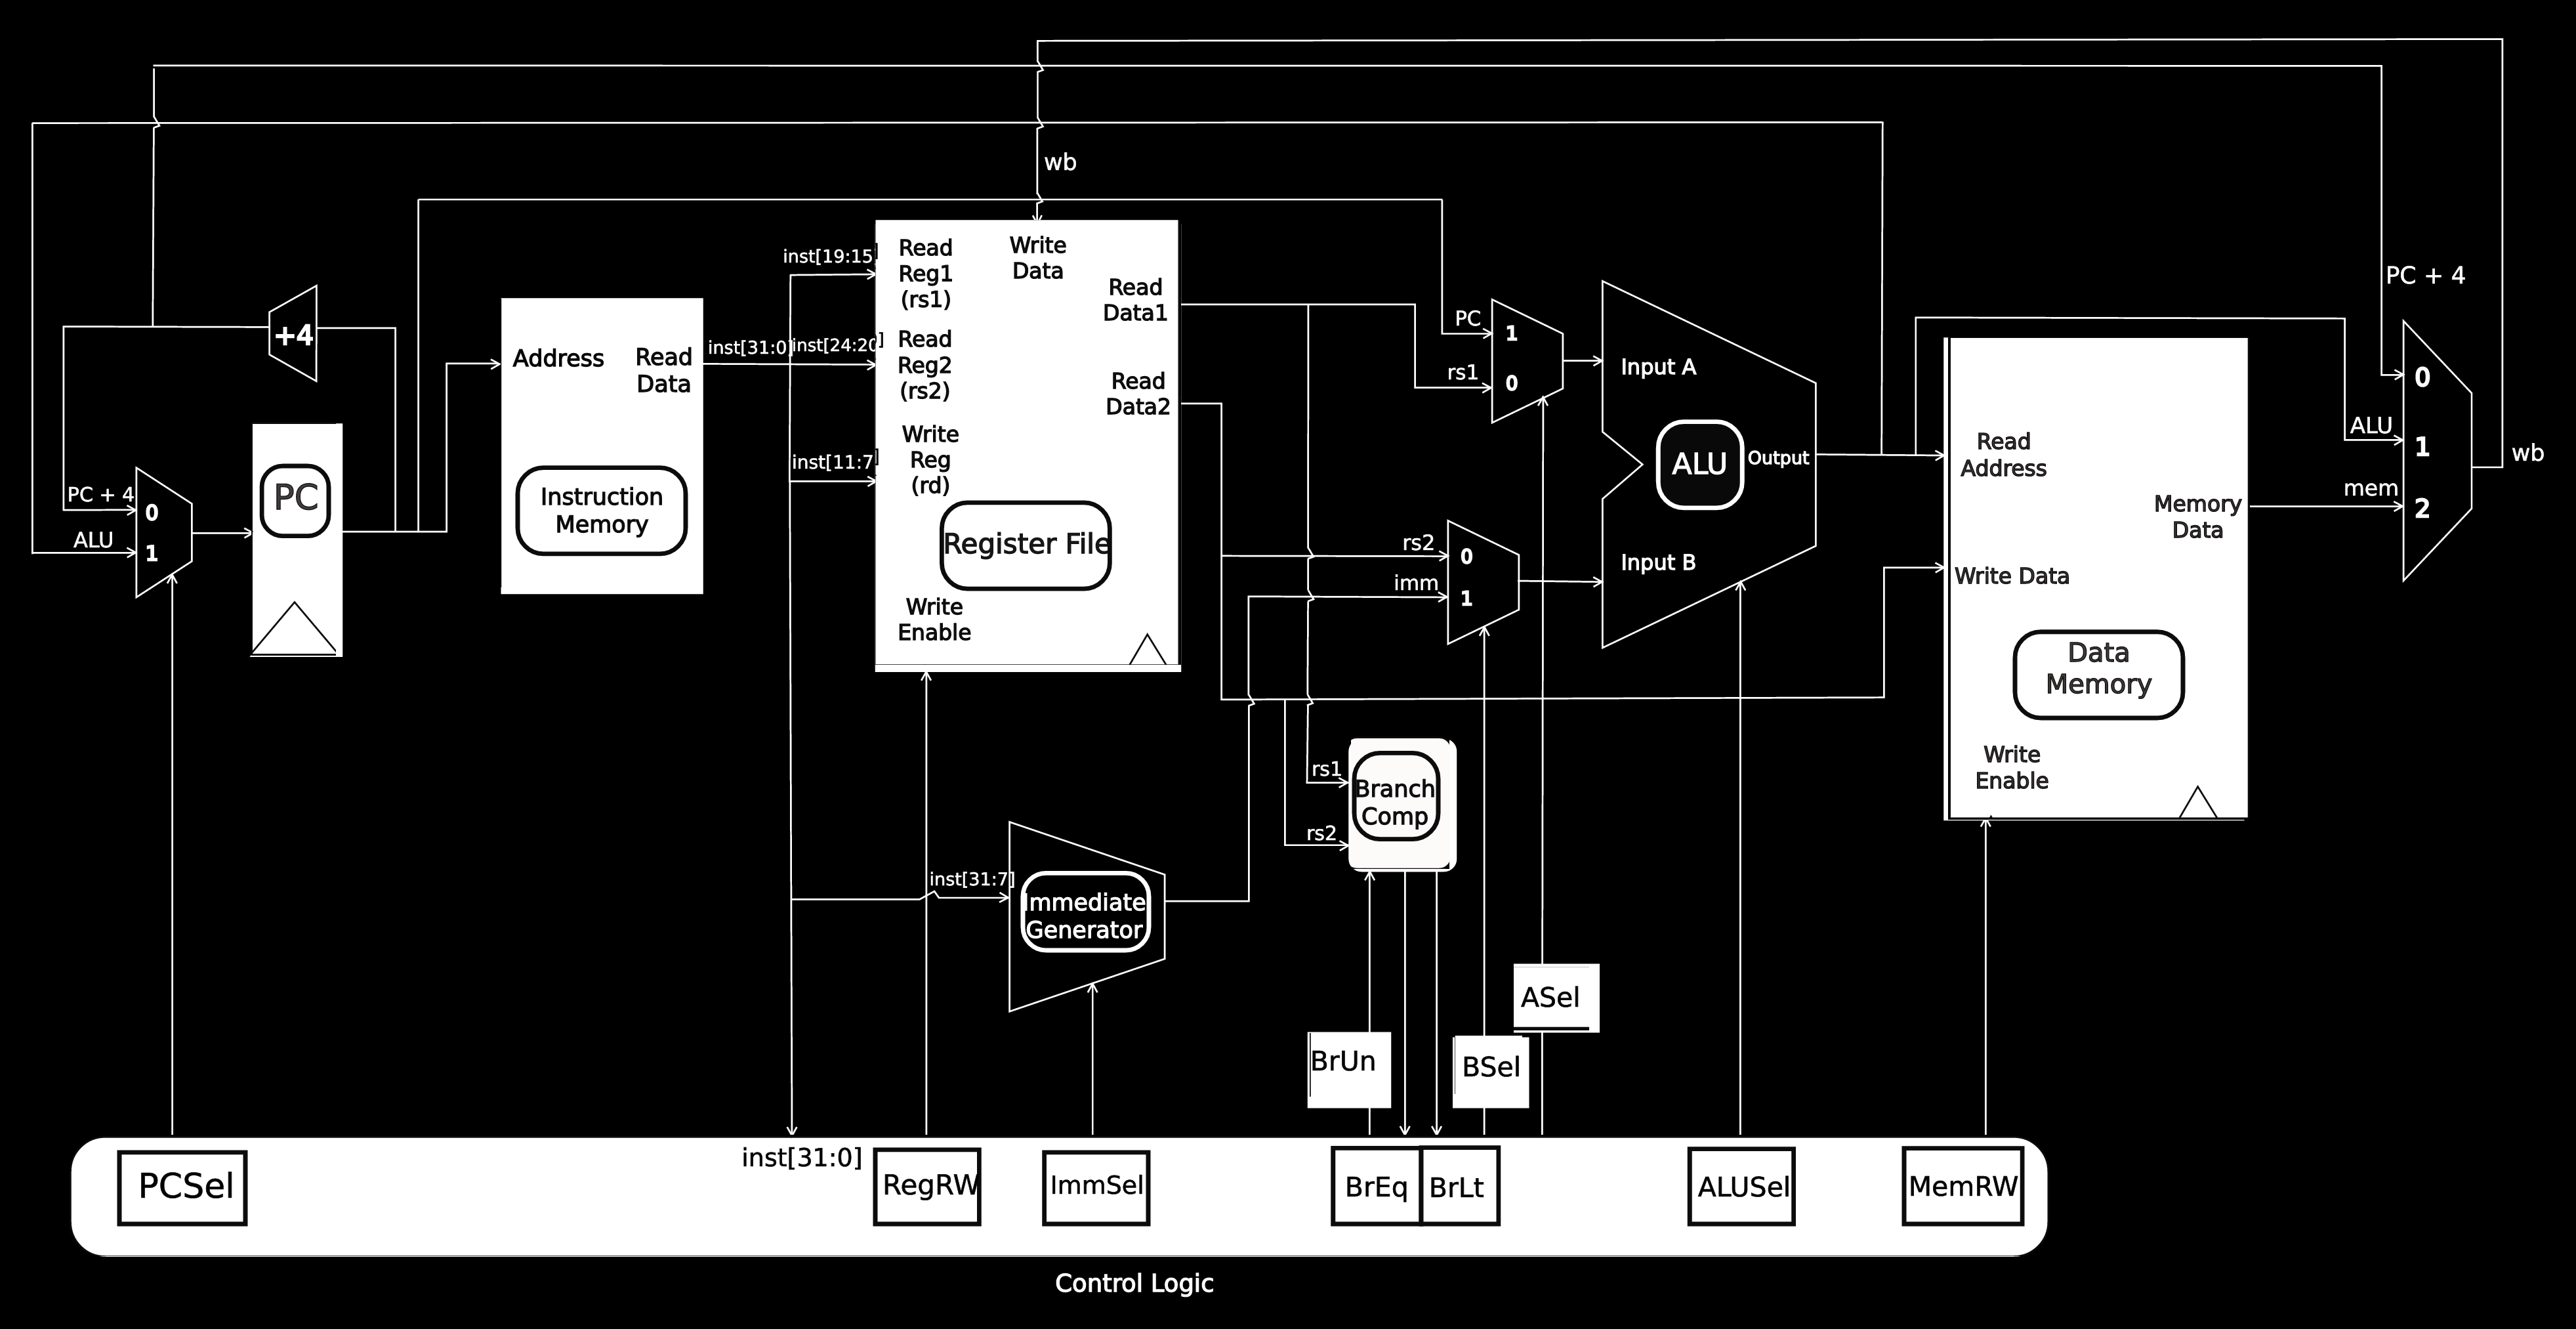 wb
PC + 4
+4
PC + 4
ALU
0
1
PC
Address
Read
Data
Instruction
Memory
inst[31:0]
inst[19:15]
inst[24:20]
inst[11:7]
Read
Reg1
(rs1)
Write
Data
Read
Reg2
(rs2)
Write
Reg
(rd)
Read
Data1
Read
Data2
Register File
Write
Enable
PC
rs1
1
0
rs2
imm
0
1
Input A
ALU
Output
Input B
Read
Address
Write Data
Memory
Data
Data
Memory
Write
Enable
ALU
mem
0
1
2
wb
rs1
rs2
Branch
Comp
inst[31:7]
Immediate
Generator
ASel
BrUn
BSel
PCSel
inst[31:0]
RegRW
ImmSel
BrEq
BrLt
ALUSel
MemRW
Control Logic